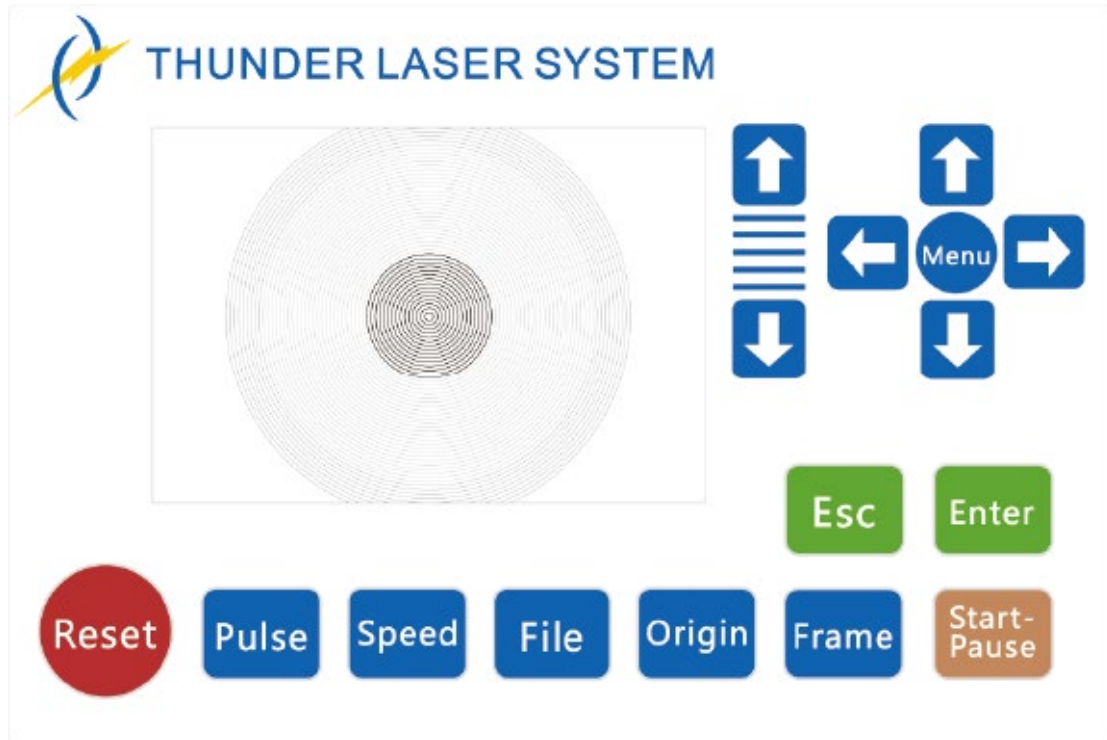 THUNDER LASER SYSTEM
Menu
Esc
Enter
Reset
Pulse
Speed
File
Origin
Frame
Start-
Pause